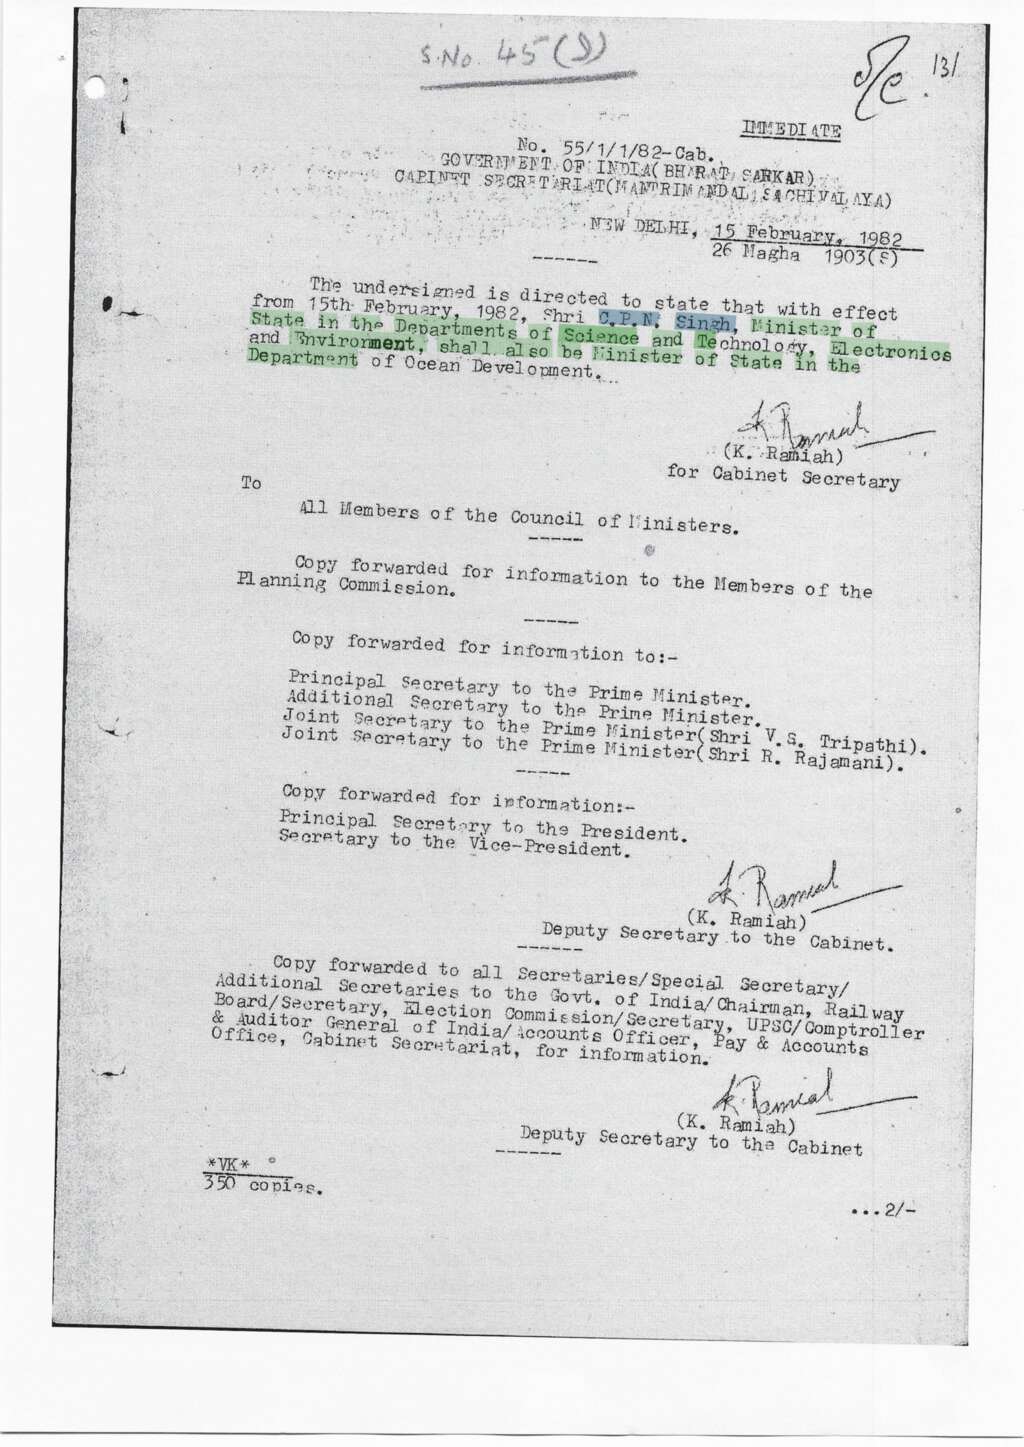 S.No. 45(I)
131
IMMEDIATE
No. 55/1/1/82-Cab.
GOVERNMENT OF INDIA(BHARAT SARKAR)
CABINET SECRETARIAT(MANTRIMANDAL SACHIVALAYA)
NEW DELHI, 15 February, 1982
26 Magha 1903(S)
------
The undersigned is directed to state that with effect
from 15th February, 1982, Shri C.P.N. Singh, Minister of
State in the Departments of Science and Technology, Electronics
and Environment, shall also be Minister of State in the
Department of Ocean Development.
K. Ramiah
(K. Ramiah)
for Cabinet Secretary
To
All Members of the Council of Ministers.
-----
Copy forwarded for information to the Members of the
Planning Commission.
-----
Copy forwarded for information to:-
Principal Secretary to the Prime Minister.
Additional Secretary to the Prime Minister.
Joint Secretary to the Prime Minister(Shri V.S. Tripathi).
Joint Secretary to the Prime Minister(Shri R. Rajamani).
-----
Copy forwarded for information:-
Principal Secretary to the President.
Secretary to the Vice-President.
K. Ramiah
(K. Ramiah)
Deputy Secretary to the Cabinet.
------
Copy forwarded to all Secretaries/Special Secretary/
Additional Secretaries to the Govt. of India/Chairman, Railway
Board/Secretary, Election Commission/Secretary, UPSC/Comptroller
& Auditor General of India/Accounts Officer, Pay & Accounts
Office, Cabinet Secretariat, for information.
K. Ramiah
(K. Ramiah)
Deputy Secretary to the Cabinet
------
*VK*
350 copies.
...2/-